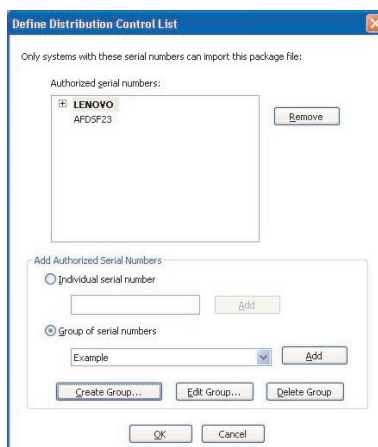 Define Distribution Control List
Only systems with these serial numbers can import this package file:
Authorized serial numbers:
LENOVO
AFDSF23
Remove
Add Authorized Serial Numbers
Individual serial number
Add
Group of serial numbers
Example
Add
Create Group...
Edit Group...
Delete Group
OK
Cancel